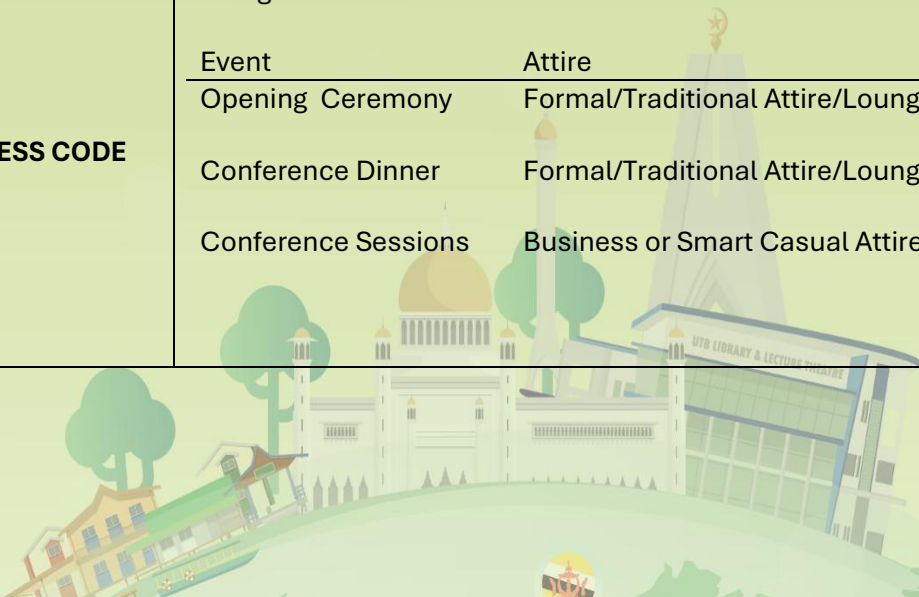 Event Attire
Opening Ceremony Formal/Traditional Attire/Loung
ESS CODE
Conference Dinner Formal/Traditional Attire/Loung
Conference Sessions Business or Smart Casual Attire
UTB LIBRARY & LECTURE THEATRE